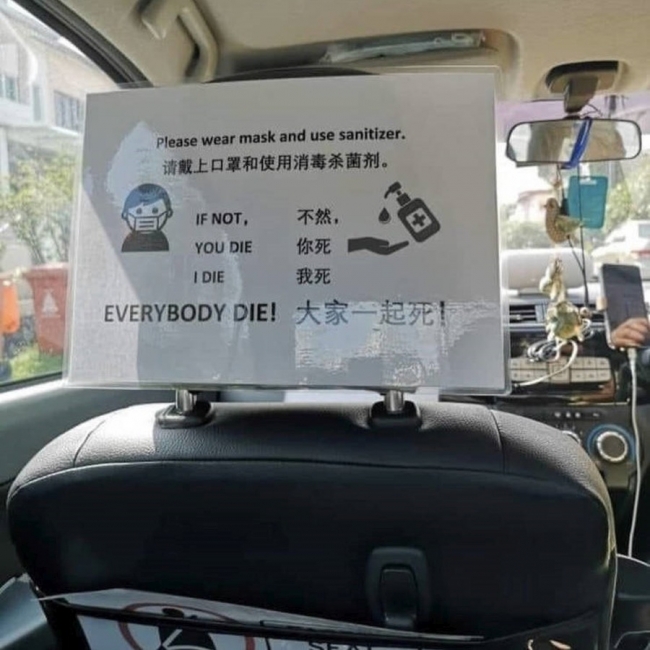 Please wear mask and use sanitizer.
请戴上口罩和使用消毒杀菌剂。
IF NOT,
YOU DIE
I DIE
不然，
你死
我死
EVERYBODY DIE! 大家一起死！